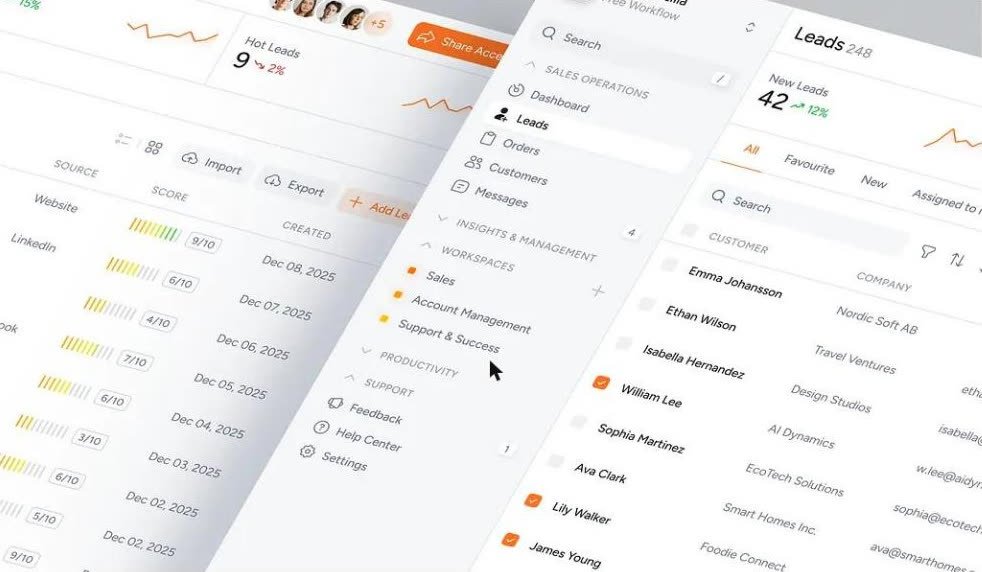 15%
+5
Share Acce
Hot Leads
9 2%
Import
Export
Add Le
SOURCE
SCORE
CREATED
Website
9/10
Dec 08, 2025
LinkedIn
6/10
Dec 07, 2025
4/10
Dec 06, 2025
ook
7/10
Dec 05, 2025
6/10
Dec 04, 2025
3/10
Dec 03, 2025
6/10
Dec 02, 2025
5/10
Dec 02, 2025
9/10
Free Workflow
Search
/
SALES OPERATIONS
Dashboard
Leads
Orders
Customers
Messages
4
INSIGHTS & MANAGEMENT
WORKSPACES
Sales
Account Management
Support & Success
PRODUCTIVITY
SUPPORT
Feedback
Help Center
1
Settings
Leads 248
New Leads
42 12%
All
Favourite
New
Assigned to
Search
CUSTOMER
COMPANY
Emma Johansson
Nordic Soft AB
Ethan Wilson
Travel Ventures
etha
Isabella Hernandez
Design Studios
isabella@
William Lee
AI Dynamics
w.lee@aidyn
Sophia Martinez
EcoTech Solutions
sophia@ecotech
Ava Clark
Smart Homes Inc.
ava@smarthomes.
Lily Walker
Foodie Connect
James Young